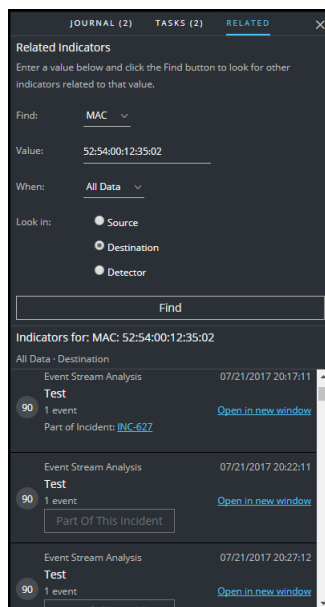 JOURNAL (2) TASKS (2) RELATED
Related Indicators
Enter a value below and click the Find button to look for other
indicators related to that value.
Find: MAC
Value: 52:54:00:12:35:02
When: All Data
Look in: Source
Destination
Detector
Find
Indicators for: MAC: 52:54:00:12:35:02
All Data - Destination
Event Stream Analysis 07/21/2017 20:17:11
Test
90 1 event Open in new window
Part of Incident: INC-627
Event Stream Analysis 07/21/2017 20:22:11
Test
90 1 event Open in new window
Part Of This Incident
Event Stream Analysis 07/21/2017 20:27:12
Test
90 1 event Open in new window